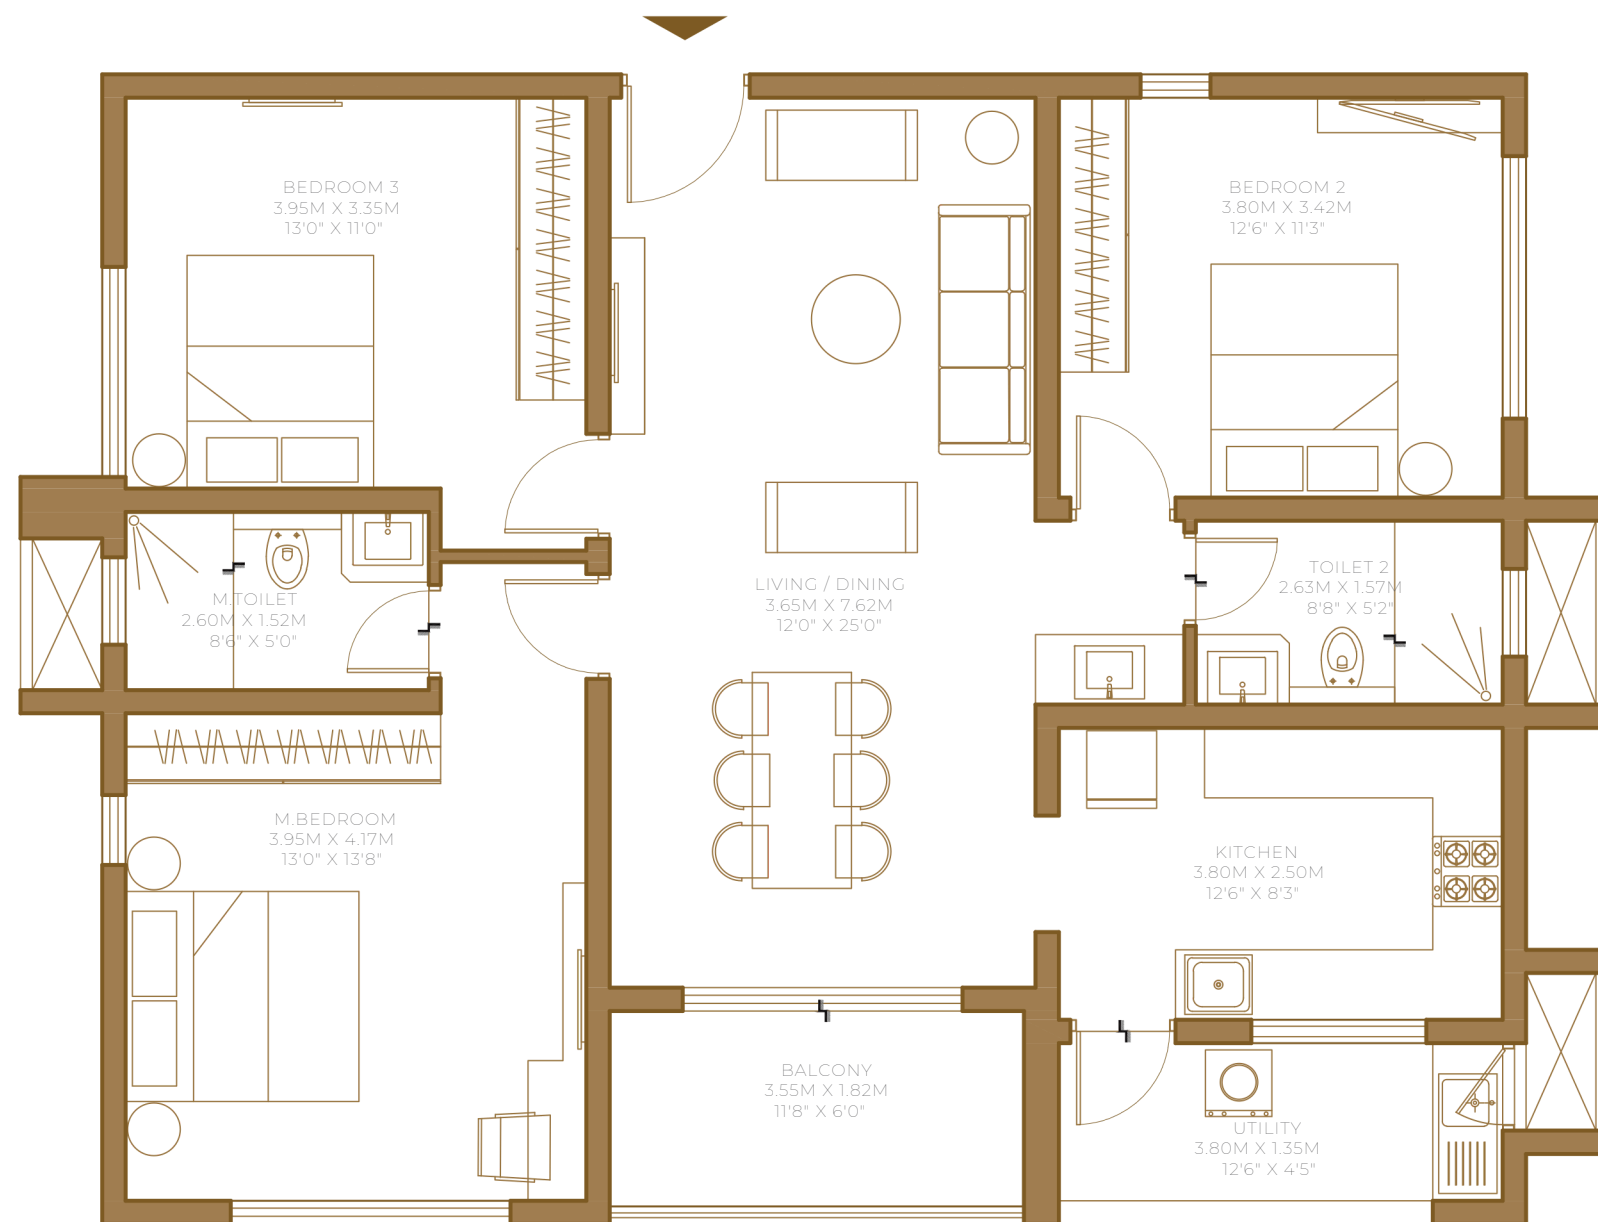 BEDROOM 3
3.95M X 3.35M
13'0" X 11'0"
BEDROOM 2
3.80M X 3.42M
12'6" X 11'3"
LIVING / DINING
3.65M X 7.62M
12'0" X 25'0"
TOILET 2
2.63M X 1.57M
8'8" X 5'2"
M.TOILET
2.60M X 1.52M
8'6" X 5'0"
M.BEDROOM
3.95M X 4.17M
13'0" X 13'8"
KITCHEN
3.80M X 2.50M
12'6" X 8'3"
BALCONY
3.55M X 1.82M
11'8" X 6'0"
UTILITY
3.80M X 1.35M
12'6" X 4'5"